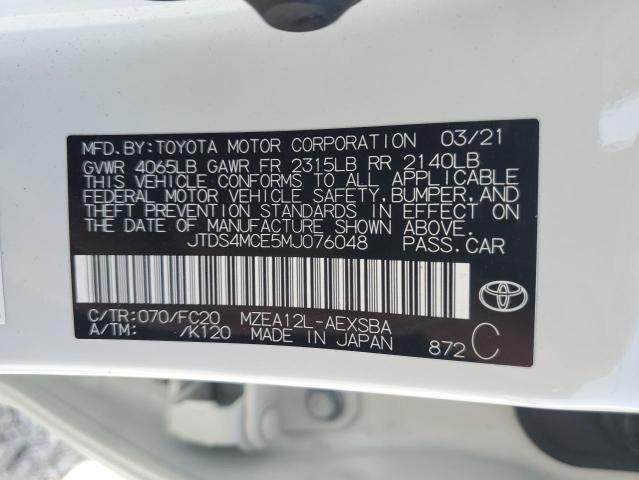 MFD.BY:TOYOTA MOTOR CORPORATION 03/21
GVWR 4065LB GAWR FR 2315LB RR 2140LB
THIS VEHICLE CONFORMS TO ALL APPLICABLE
FEDERAL MOTOR VEHICLE SAFETY,BUMPER,AND
THEFT PREVENTION STANDARDS IN EFFECT ON
THE DATE OF MANUFACTURE SHOWN ABOVE.
JTDS4MCE5MJ076048 PASS.CAR
C/TR:070/FC20 MZEA12L-AEXSBA
A/TM: /K120 MADE IN JAPAN 872 C